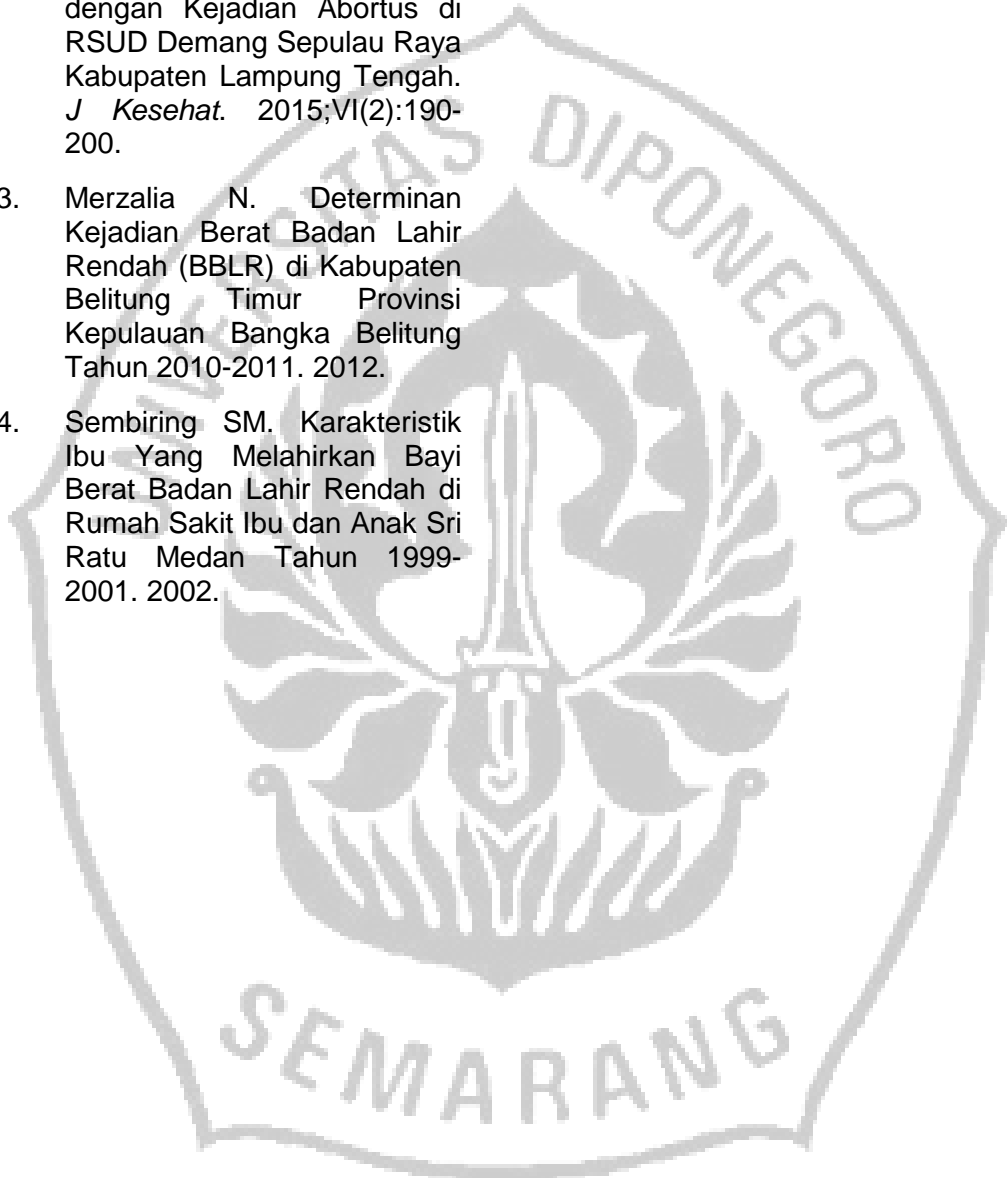 dengan Kejadian Abortus di
RSUD Demang Sepulau Raya
Kabupaten Lampung Tengah.
J Kesehat. 2015;VI(2):190-
200.
3. Merzalia N. Determinan
Kejadian Berat Badan Lahir
Rendah (BBLR) di Kabupaten
Belitung Timur Provinsi
Kepulauan Bangka Belitung
Tahun 2010-2011. 2012.
4. Sembiring SM. Karakteristik
Ibu Yang Melahirkan Bayi
Berat Badan Lahir Rendah di
Rumah Sakit Ibu dan Anak Sri
Ratu Medan Tahun 1999-
2001. 2002.
UNIVERSITAS DIPONEGORO
SEMARANG